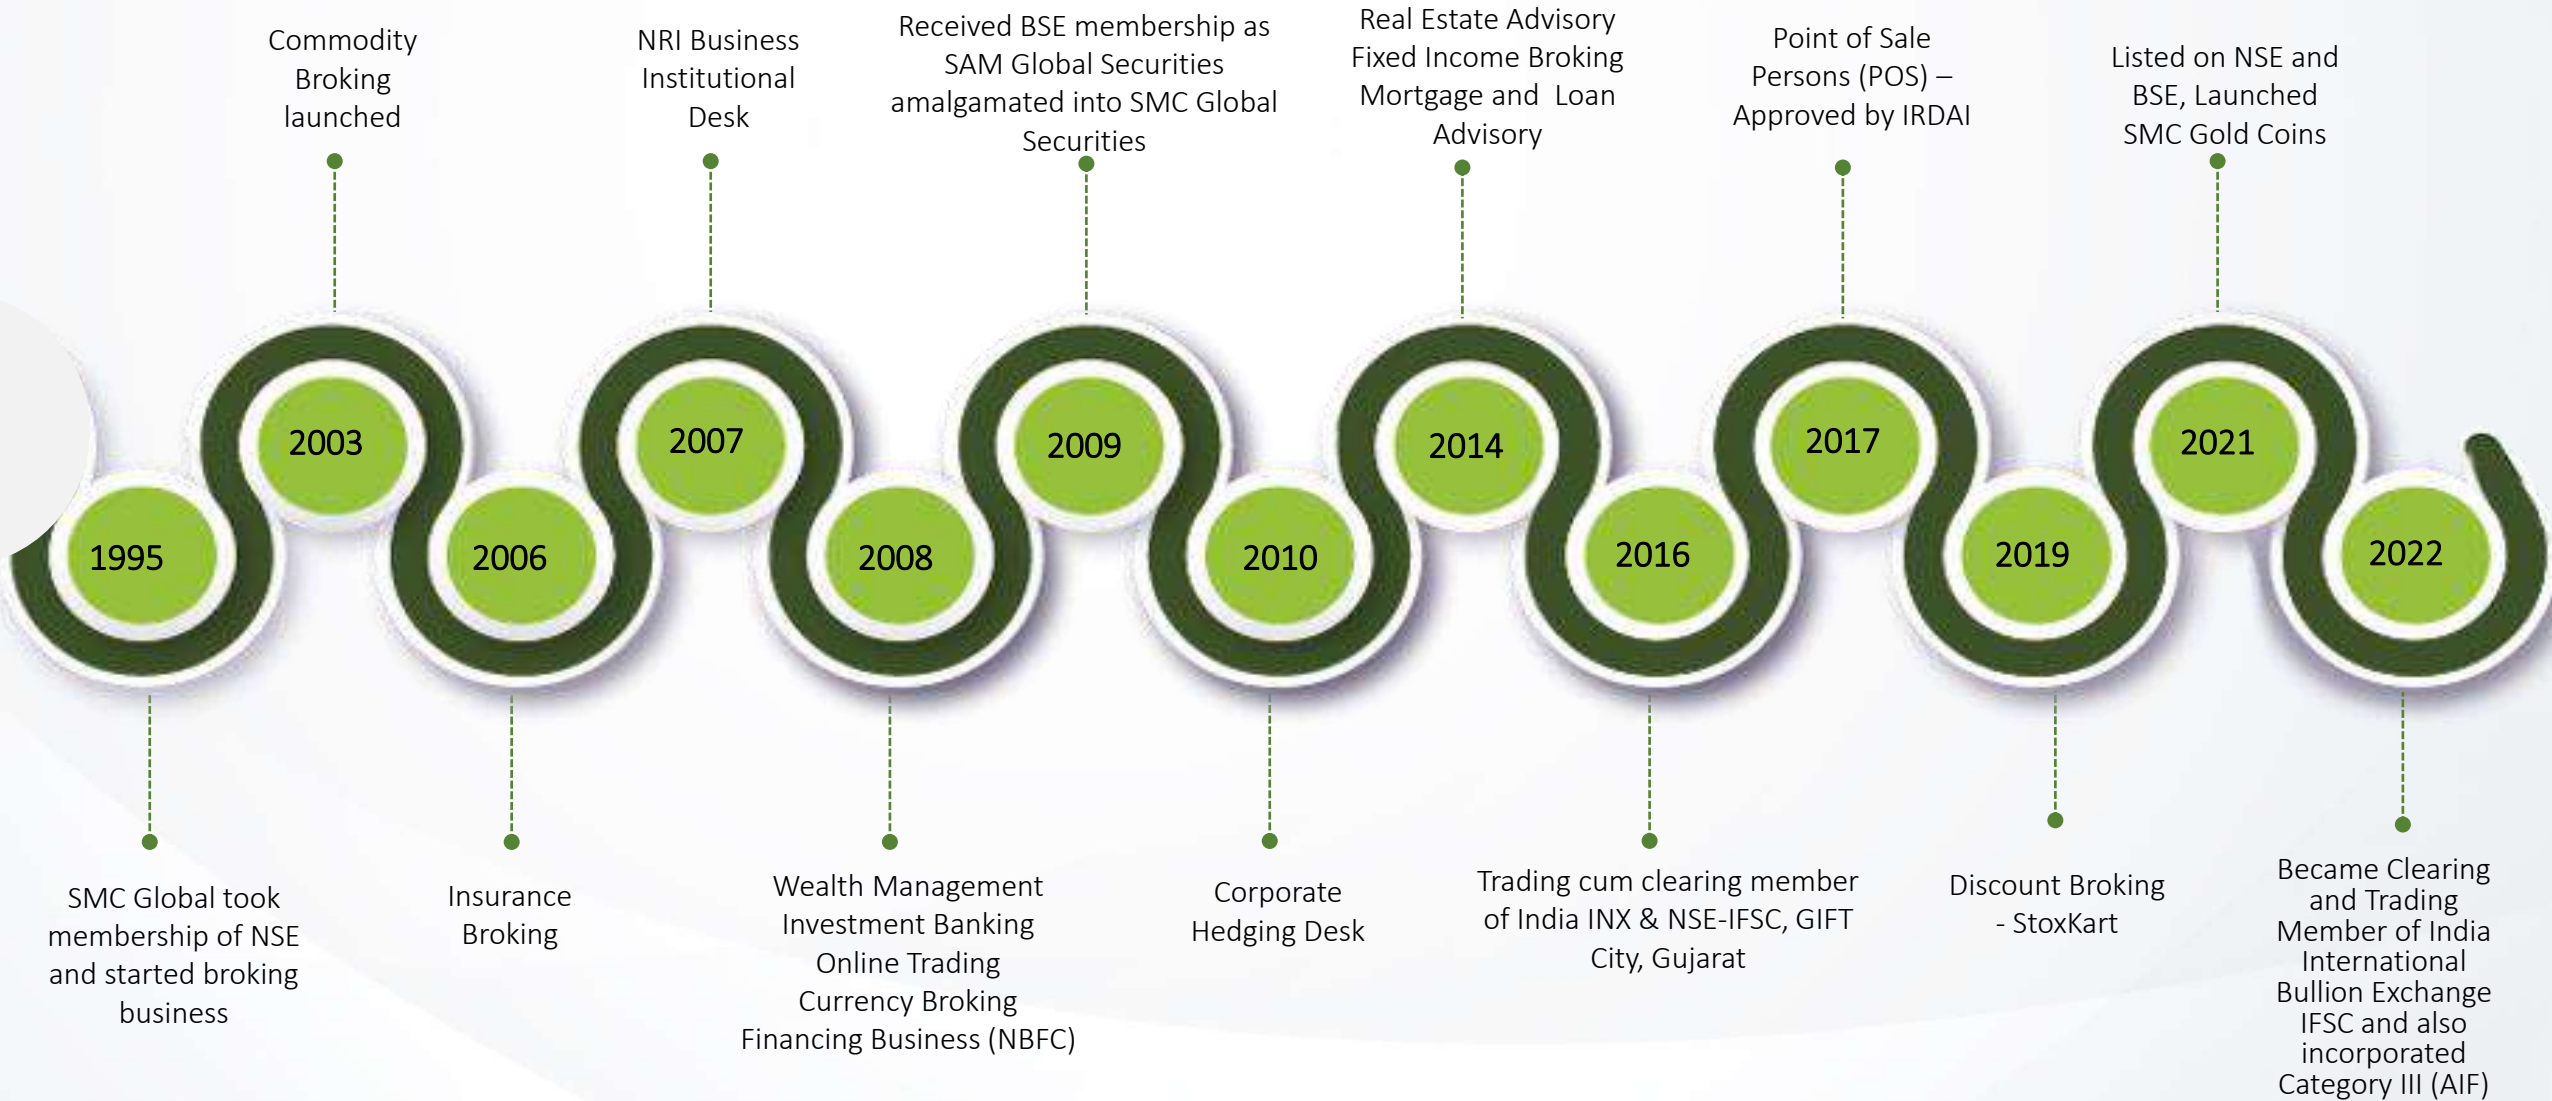 Commodity
Broking
launched
NRI Business
Institutional
Desk
Received BSE membership as
SAM Global Securities
amalgamated into SMC Global
Securities
Real Estate Advisory
Fixed Income Broking
Mortgage and Loan
Advisory
Point of Sale
Persons (POS) –
Approved by IRDAI
Listed on NSE and
BSE, Launched
SMC Gold Coins
1995
2003
2006
2007
2008
2009
2010
2014
2016
2017
2019
2021
2022
SMC Global took
membership of NSE
and started broking
business
Insurance
Broking
Wealth Management
Investment Banking
Online Trading
Currency Broking
Financing Business (NBFC)
Corporate
Hedging Desk
Trading cum clearing member
of India INX & NSE-IFSC, GIFT
City, Gujarat
Discount Broking
- StoxKart
Became Clearing
and Trading
Member of India
International
Bullion Exchange
IFSC and also
incorporated
Category III (AIF)